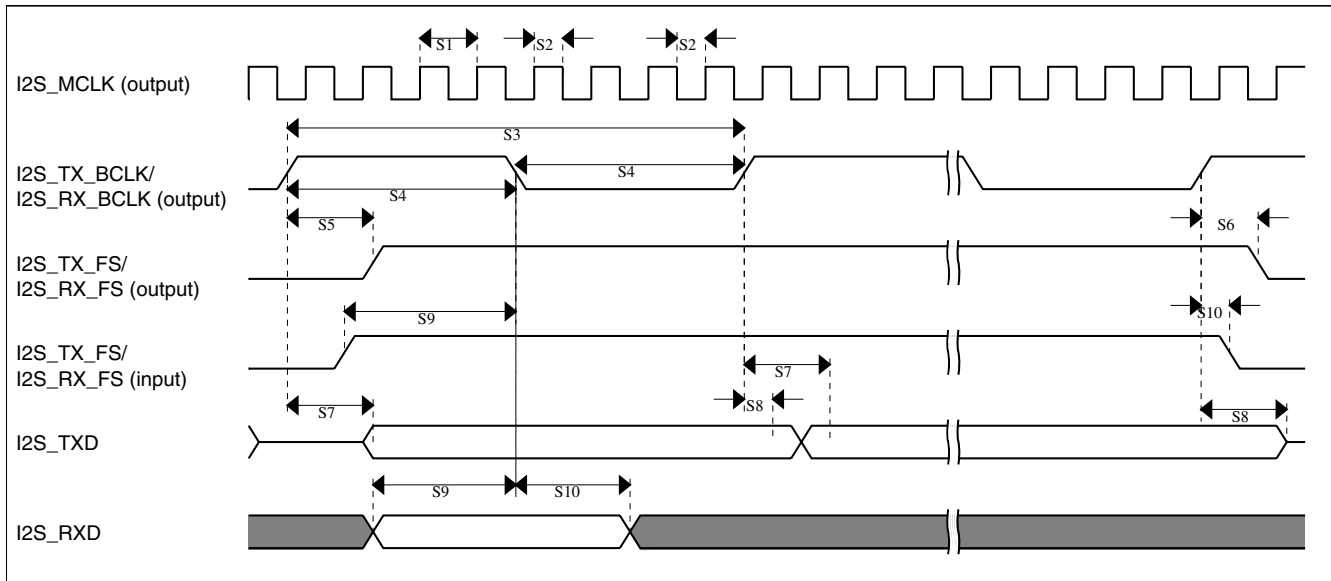 S1
S2
S2
I2S_MCLK (output)
S3
I2S_TX_BCLK/
I2S_RX_BCLK (output)
S4
S4
S5
S6
I2S_TX_FS/
I2S_RX_FS (output)
S9
S10
I2S_TX_FS/
I2S_RX_FS (input)
S7
S7
S8
S8
I2S_TXD
S9
S10
I2S_RXD